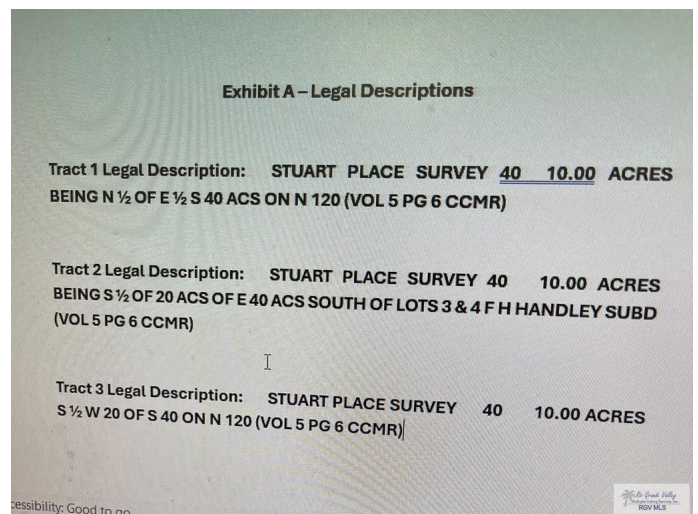 Exhibit A – Legal Descriptions
Tract 1 Legal Description: STUART PLACE SURVEY 40 10.00 ACRES
BEING N ½ OF E ½ S 40 ACS ON N 120 (VOL 5 PG 6 CCMR)
Tract 2 Legal Description: STUART PLACE SURVEY 40 10.00 ACRES
BEING S ½ OF 20 ACS OF E 40 ACS SOUTH OF LOTS 3 & 4 F H HANDLEY SUBD
(VOL 5 PG 6 CCMR)
Tract 3 Legal Description: STUART PLACE SURVEY 40 10.00 ACRES
S ½ W 20 OF S 40 ON N 120 (VOL 5 PG 6 CCMR)
cessibility: Good to go
Rio Grande Valley
RGV MLS